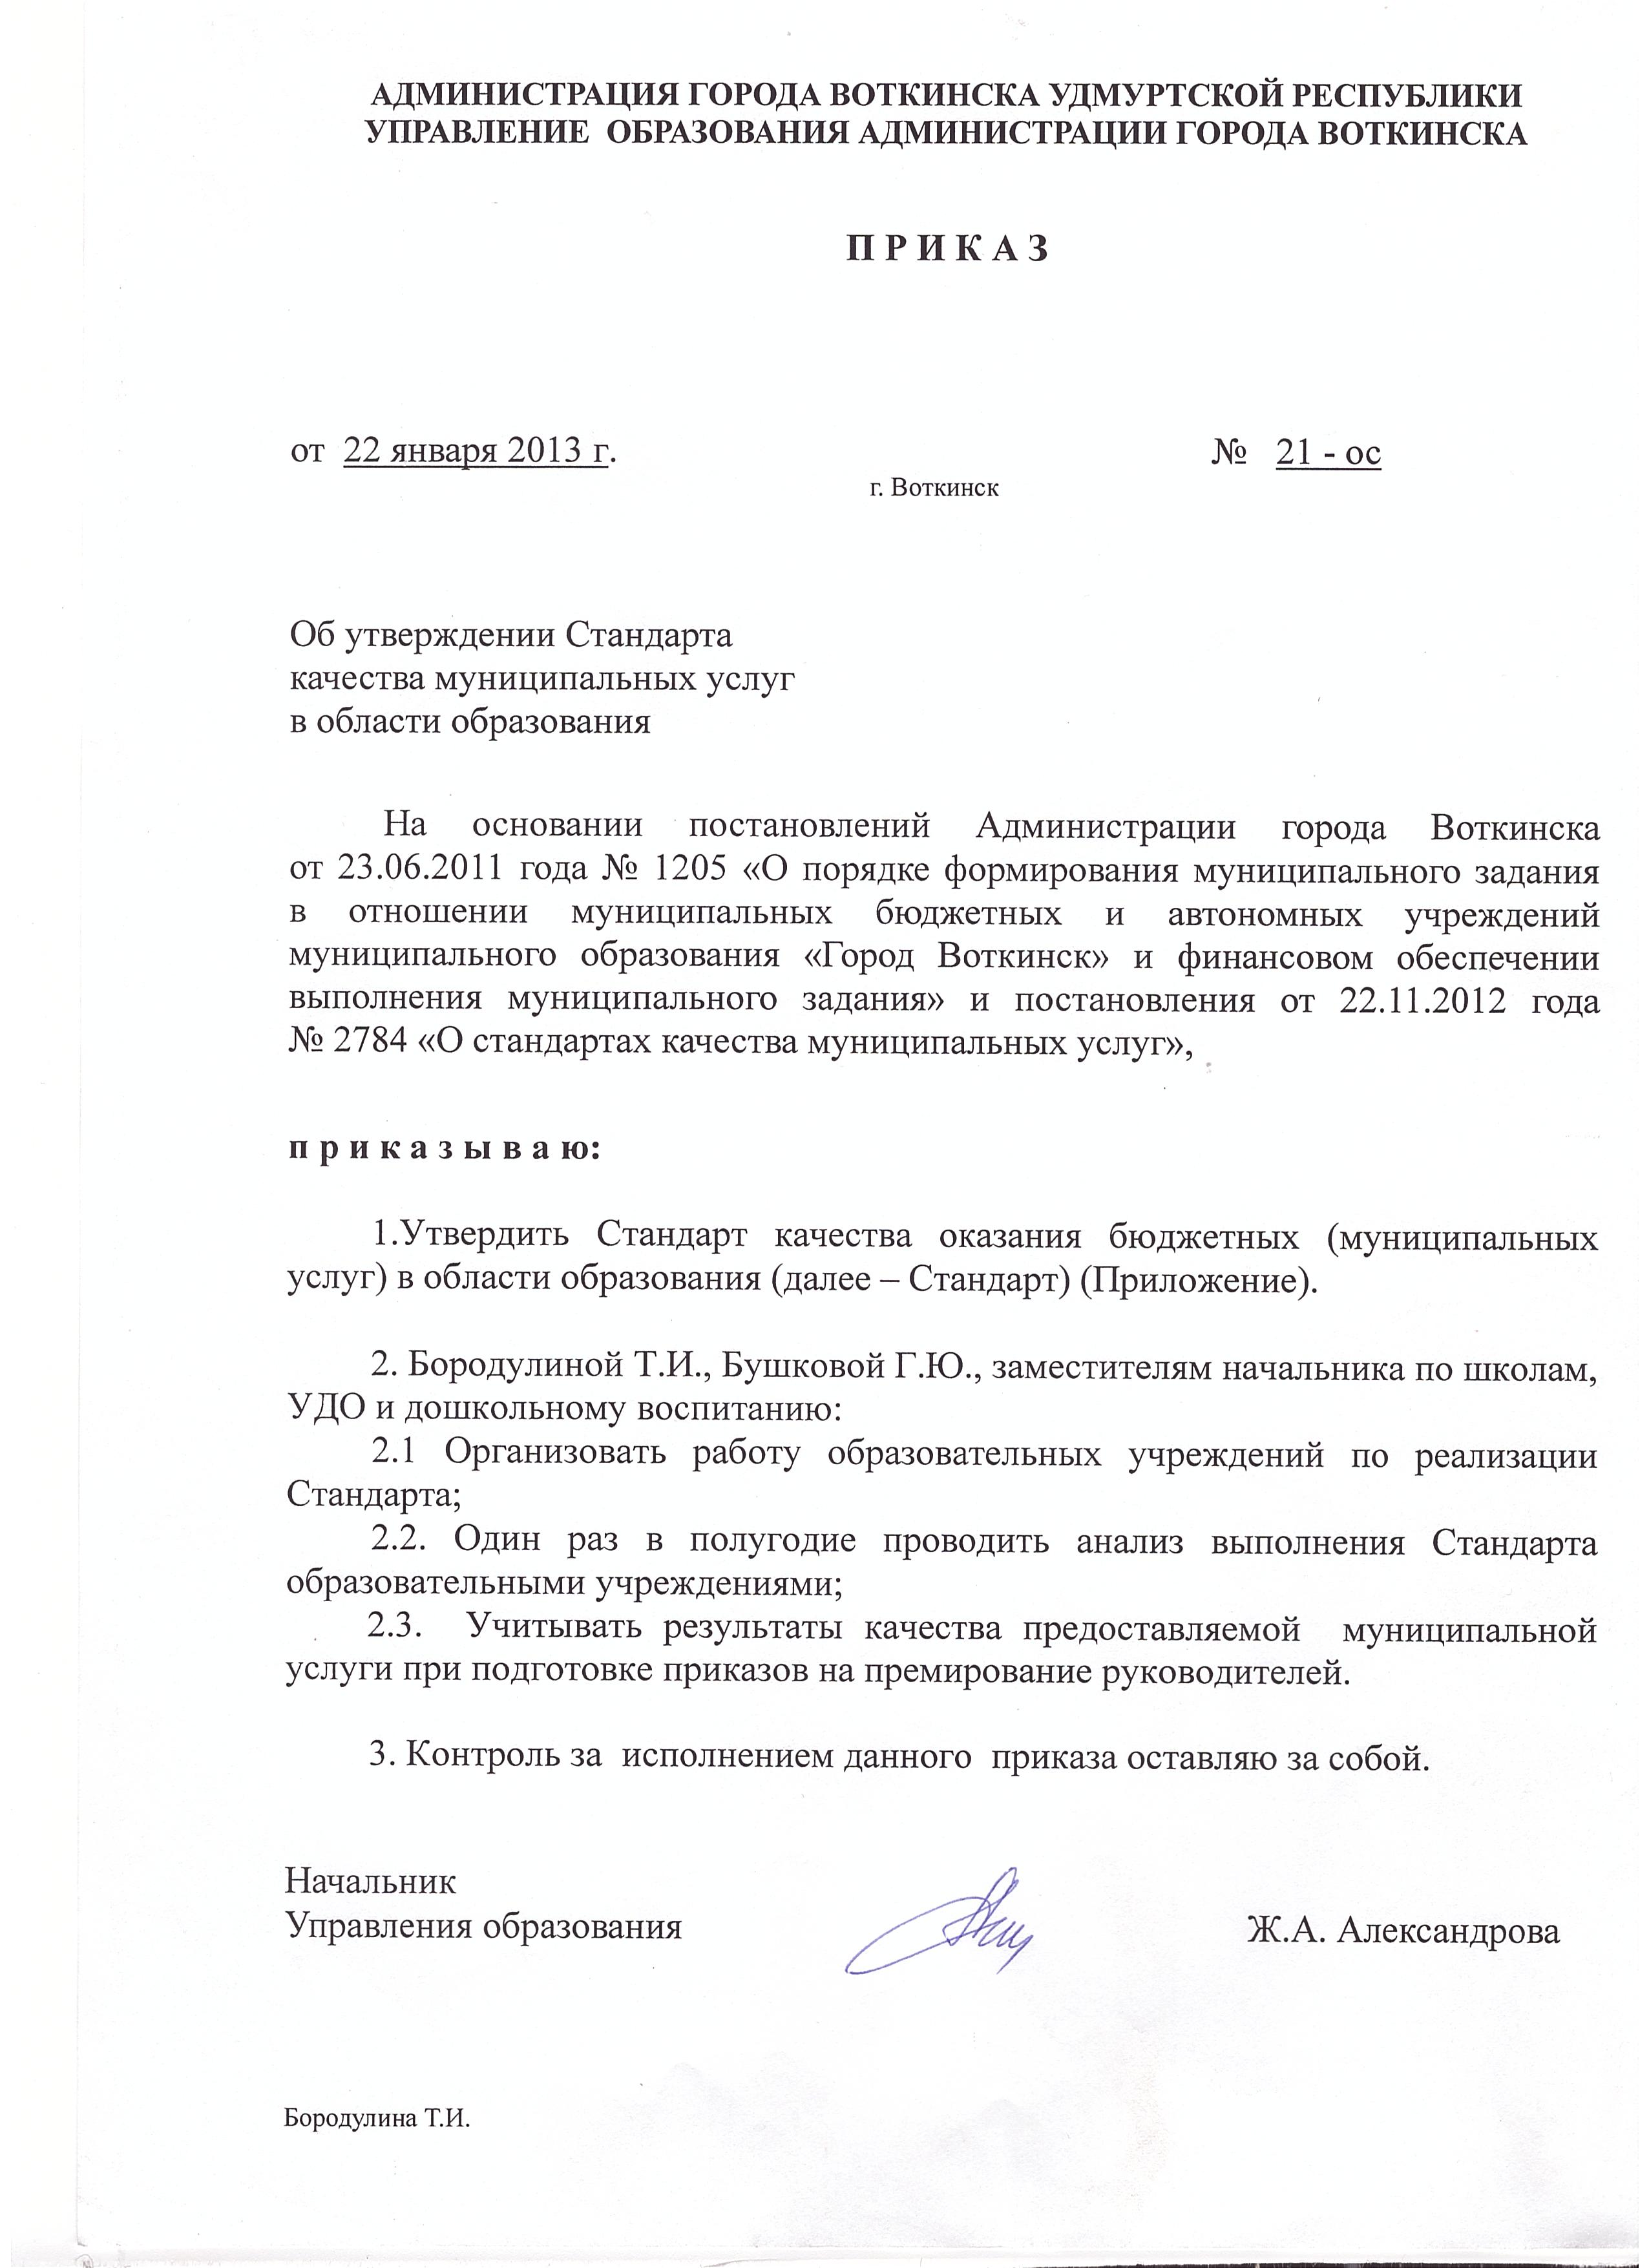 АДМИНИСТРАЦИЯ ГОРОДА ВОТКИНСКА УДМУРТСКОЙ РЕСПУБЛИКИ
УПРАВЛЕНИЕ ОБРАЗОВАНИЯ АДМИНИСТРАЦИИ ГОРОДА ВОТКИНСКА
П Р И К А З
от 22 января 2013 г. № 21 - ос
г. Воткинск
Об утверждении Стандарта
качества муниципальных услуг
в области образования
На основании постановлений Администрации города Воткинска
от 23.06.2011 года № 1205 «О порядке формирования муниципального задания
в отношении муниципальных бюджетных и автономных учреждений
муниципального образования «Город Воткинск» и финансовом обеспечении
выполнения муниципального задания» и постановления от 22.11.2012 года
№ 2784 «О стандартах качества муниципальных услуг»,
п р и к а з ы в а ю:
1.Утвердить Стандарт качества оказания бюджетных (муниципальных
услуг) в области образования (далее – Стандарт) (Приложение).
2. Бородулиной Т.И., Бушковой Г.Ю., заместителям начальника по школам,
УДО и дошкольному воспитанию:
2.1 Организовать работу образовательных учреждений по реализации
Стандарта;
2.2. Один раз в полугодие проводить анализ выполнения Стандарта
образовательными учреждениями;
2.3. Учитывать результаты качества предоставляемой муниципальной
услуги при подготовке приказов на премирование руководителей.
3. Контроль за исполнением данного приказа оставляю за собой.
Начальник
Управления образования Ж.А. Александрова
Бородулина Т.И.